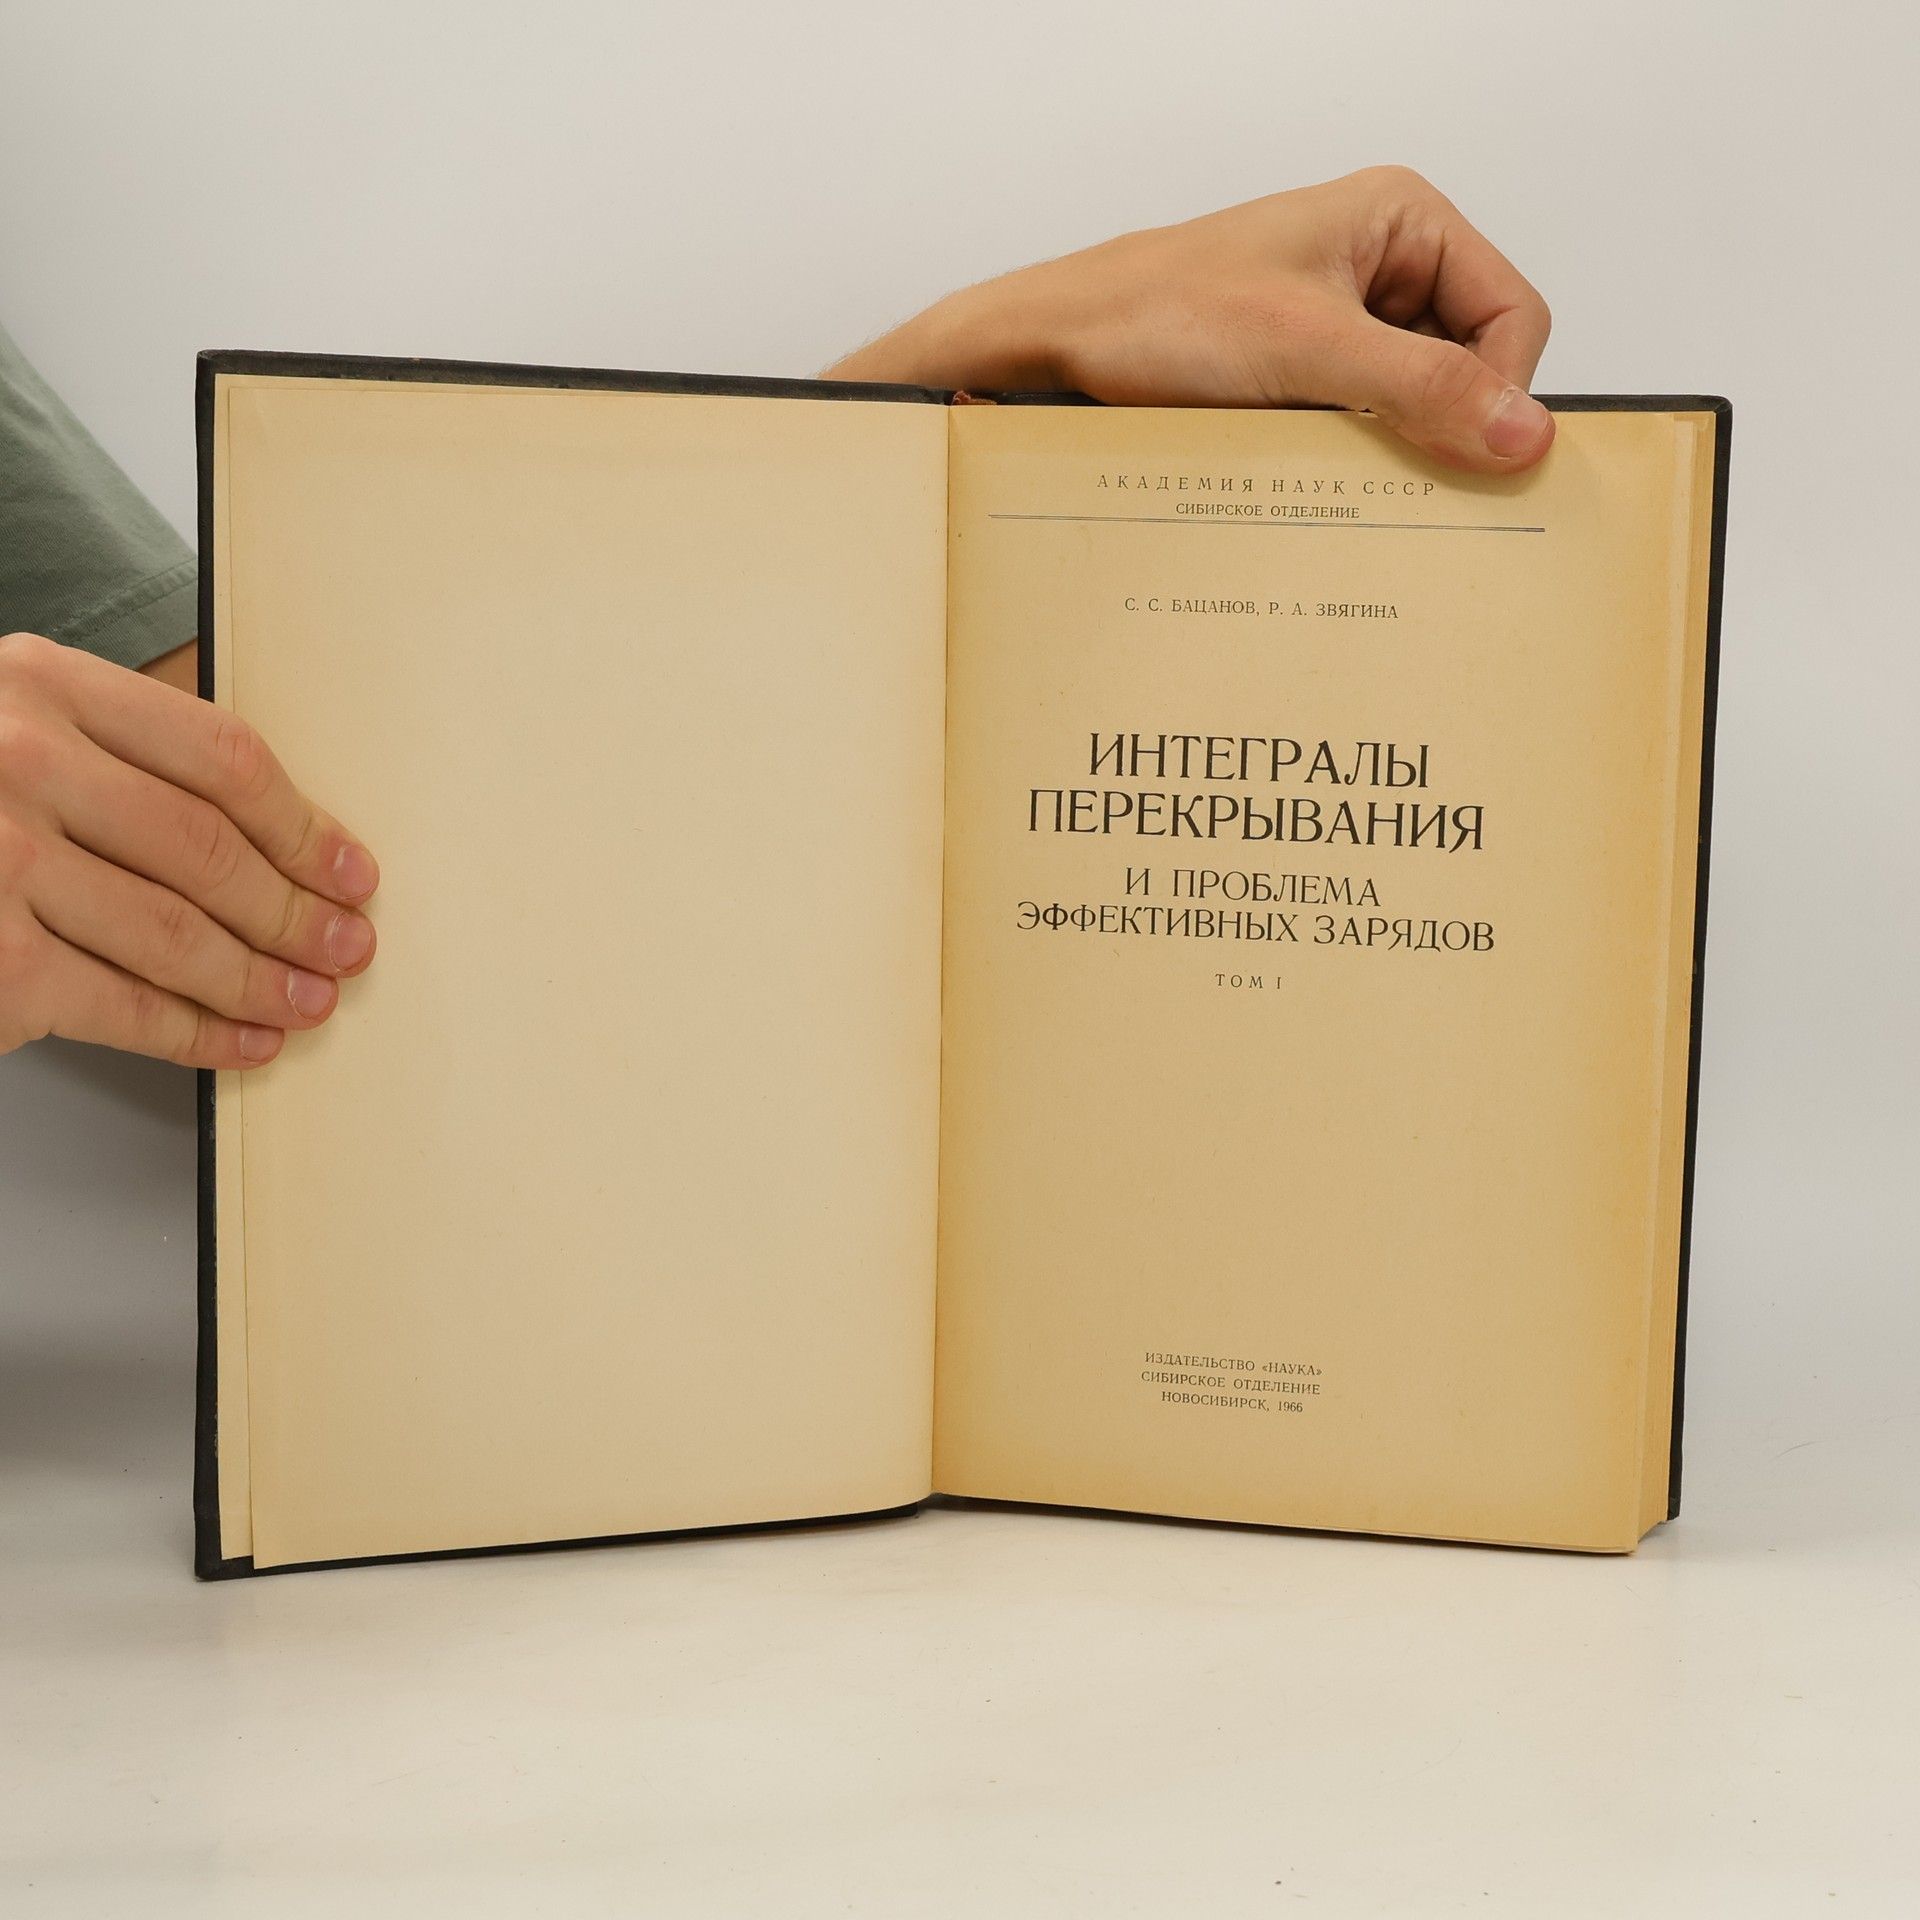 АКАДЕМИЯ НАУК СССР
СИБИРСКОЕ ОТДЕЛЕНИЕ
С. С. БАЦАНОВ, Р. А. ЗВЯГИНА
ИНТЕГРАЛЫ
ПЕРЕКРЫВАНИЯ
И ПРОБЛЕМА
ЭФФЕКТИВНЫХ ЗАРЯДОВ
ТОМ I
ИЗДАТЕЛЬСТВО «НАУКА»
СИБИРСКОЕ ОТДЕЛЕНИЕ
НОВОСИБИРСК, 1966